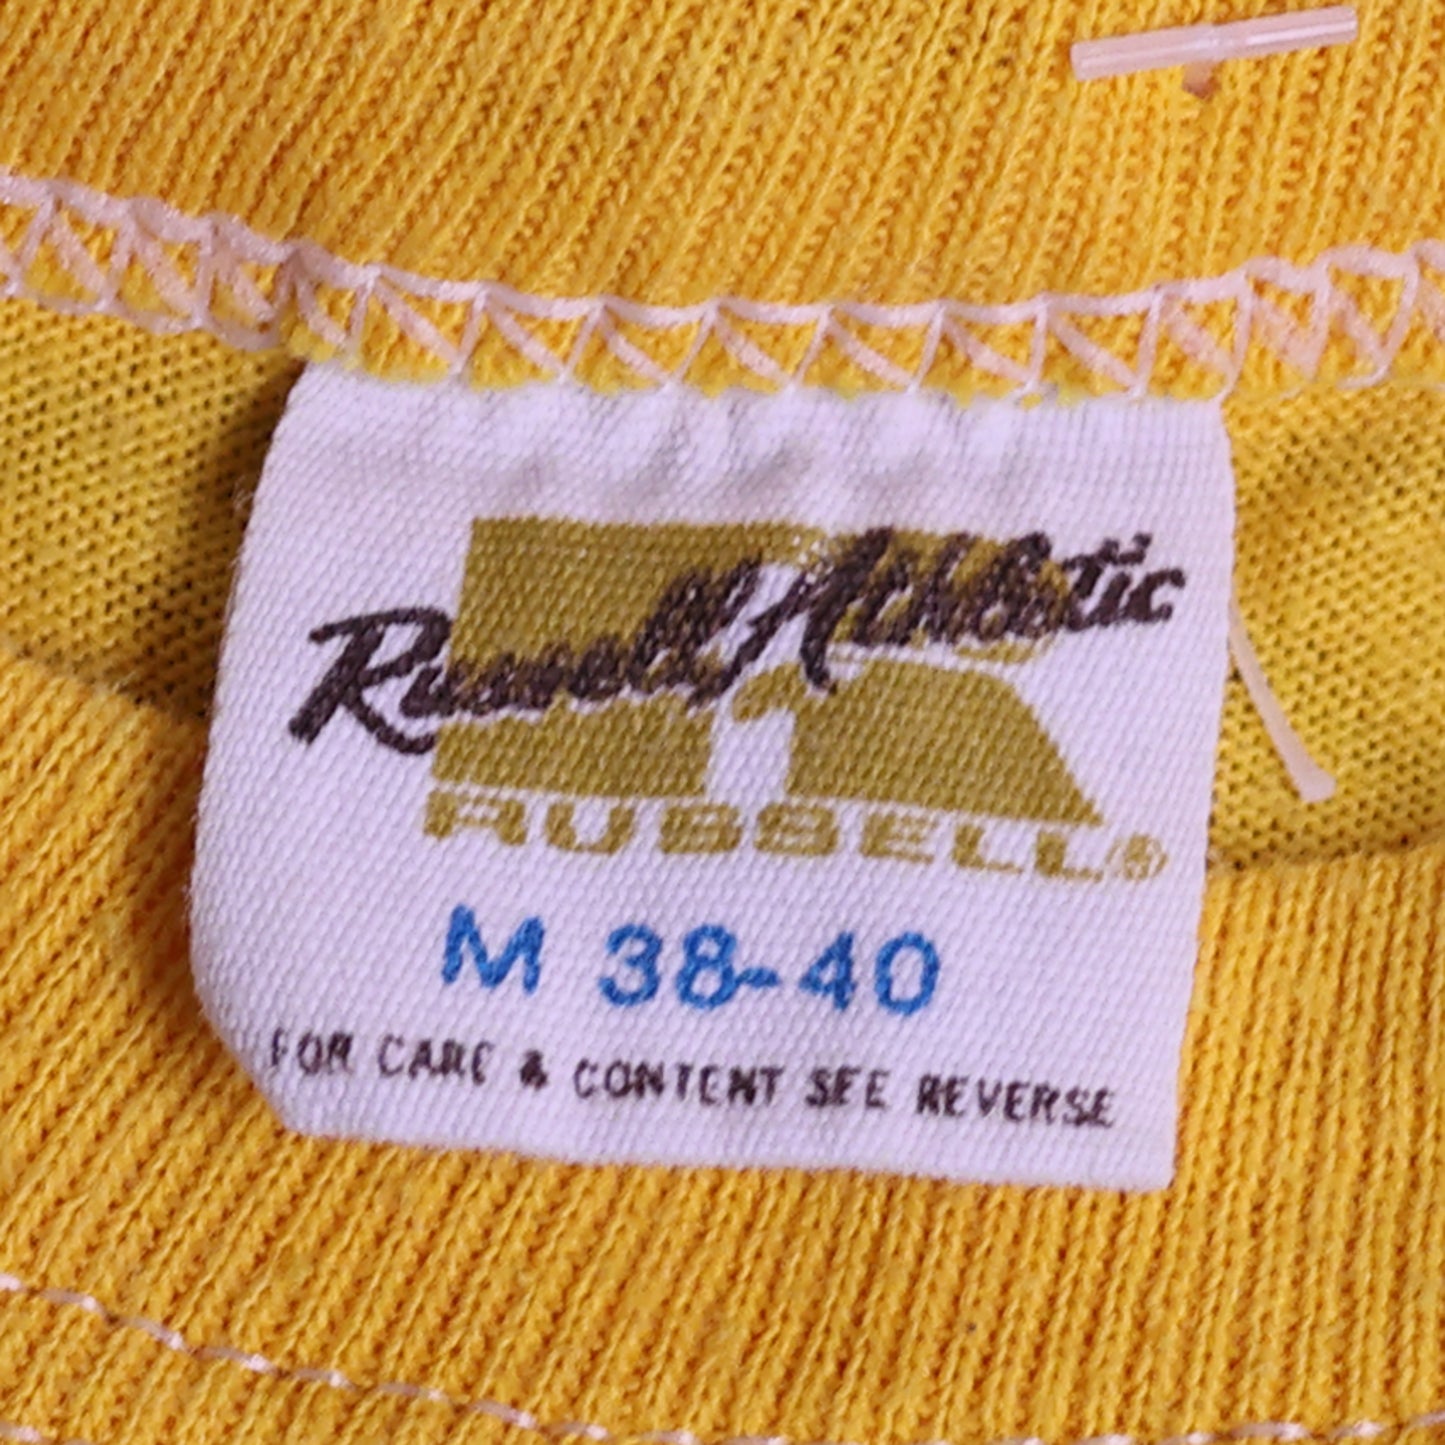 Russell Athletic
RUSSELL®
M 38-40
FOR CARE & CONTENT SEE REVERSE